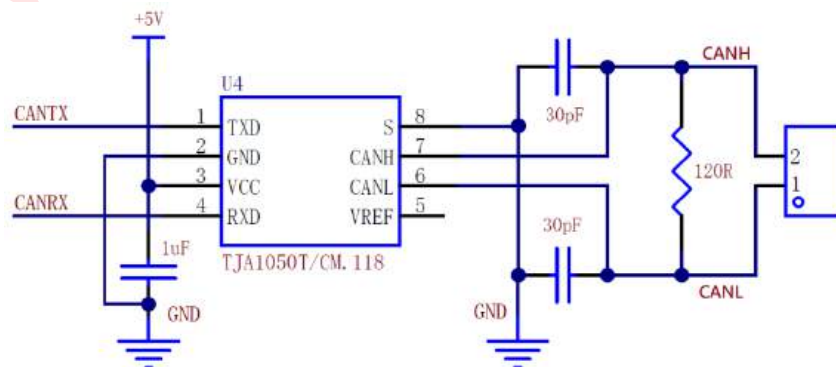 +5V
U4
CANTX
1
TXD
2
GND
3
VCC
CANRX
4
RXD
S
8
CANH
7
CANL
6
VREF
5
TJA1050T/CM.118
1uF
GND
30pF
30pF
GND
CANH
120R
2
1
CANL